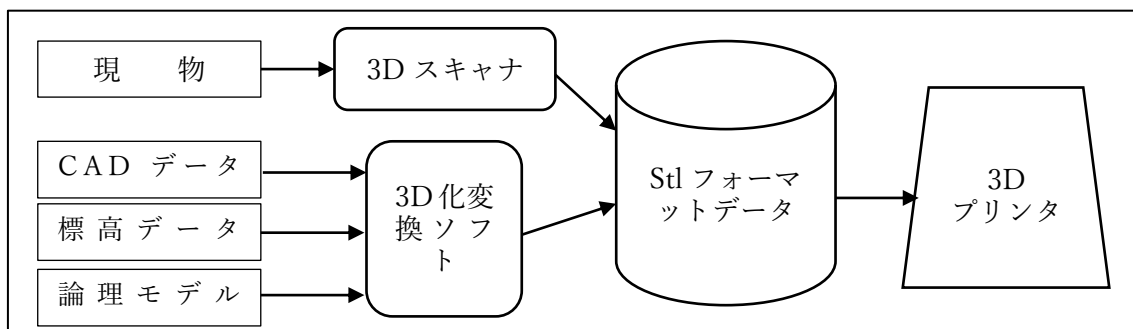 現　物
3D スキャナ
CAD データ
標高データ
論理モデル
3D化変
換ソフ
ト
Stl フォーマ
ットデータ
3D
プリンタ